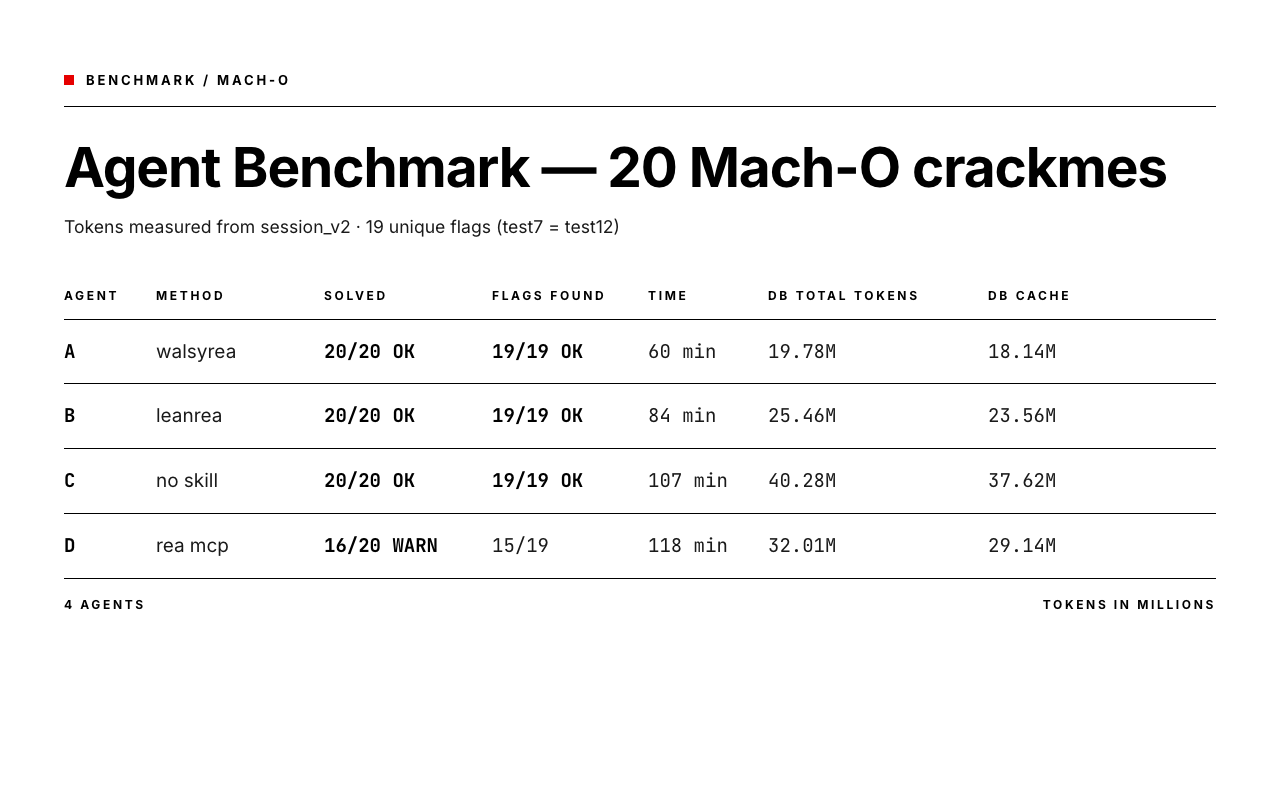 BENCHMARK / MACH-O
Agent Benchmark — 20 Mach-O crackmes
Tokens measured from session_v2 · 19 unique flags (test7 = test12)
AGENT METHOD SOLVED FLAGS FOUND TIME DB TOTAL TOKENS DB CACHE
A walsyrea 20/20 OK 19/19 OK 60 min 19.78M 18.14M
B leanrea 20/20 OK 19/19 OK 84 min 25.46M 23.56M
C no skill 20/20 OK 19/19 OK 107 min 40.28M 37.62M
D rea mcp 16/20 WARN 15/19 118 min 32.01M 29.14M
4 AGENTS TOKENS IN MILLIONS